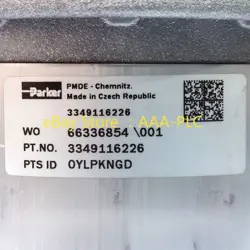 Parker
PMDE - Chemnitz.
Made in Czech Republic
3349116226
eBay Store : AAA-PLC
WO 66336854 \001
PT.NO. 3349116226
PTS ID 0YLPKNGD